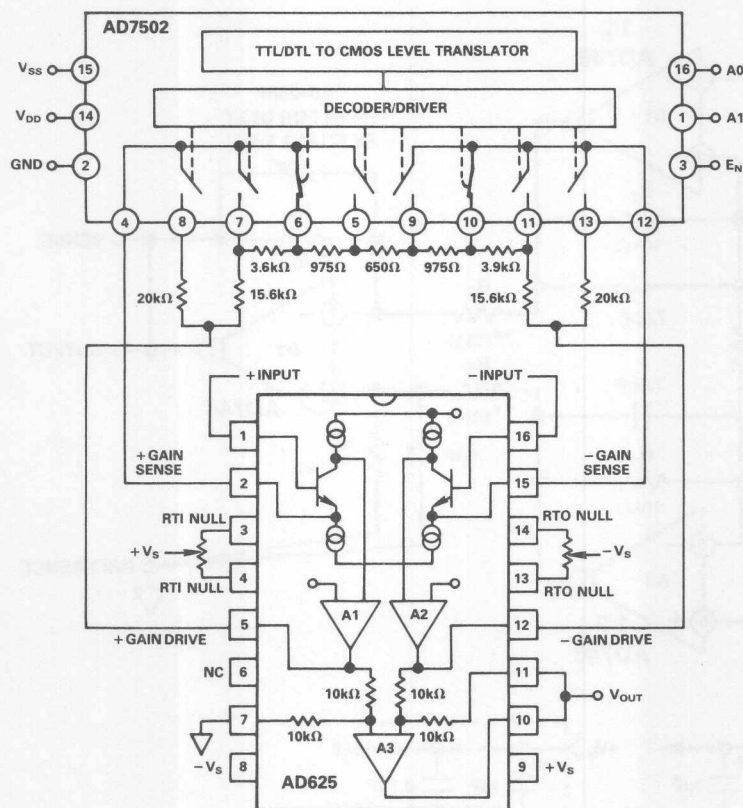 AD7502
TTL/DTL TO CMOS LEVEL TRANSLATOR
VSS 15
16 A0
DECODER/DRIVER
VDD 14
1 A1
GND 2
3 EN
4 8 7 6 5 9 10 11 13 12
3.6kΩ 975Ω 650Ω 975Ω 3.9kΩ
20kΩ 15.6kΩ 15.6kΩ 20kΩ
+INPUT
−INPUT
1
16
+GAIN
SENSE
−GAIN
SENSE
2
15
RTI NULL
RTO NULL
3
14
+VS
−VS
4
13
RTI NULL
RTO NULL
A1 A2
5
12
+GAIN DRIVE
−GAIN DRIVE
NC 6
11
10kΩ 10kΩ
VOUT
7
10
10kΩ 10kΩ
A3
−VS 8
9 +VS
AD625